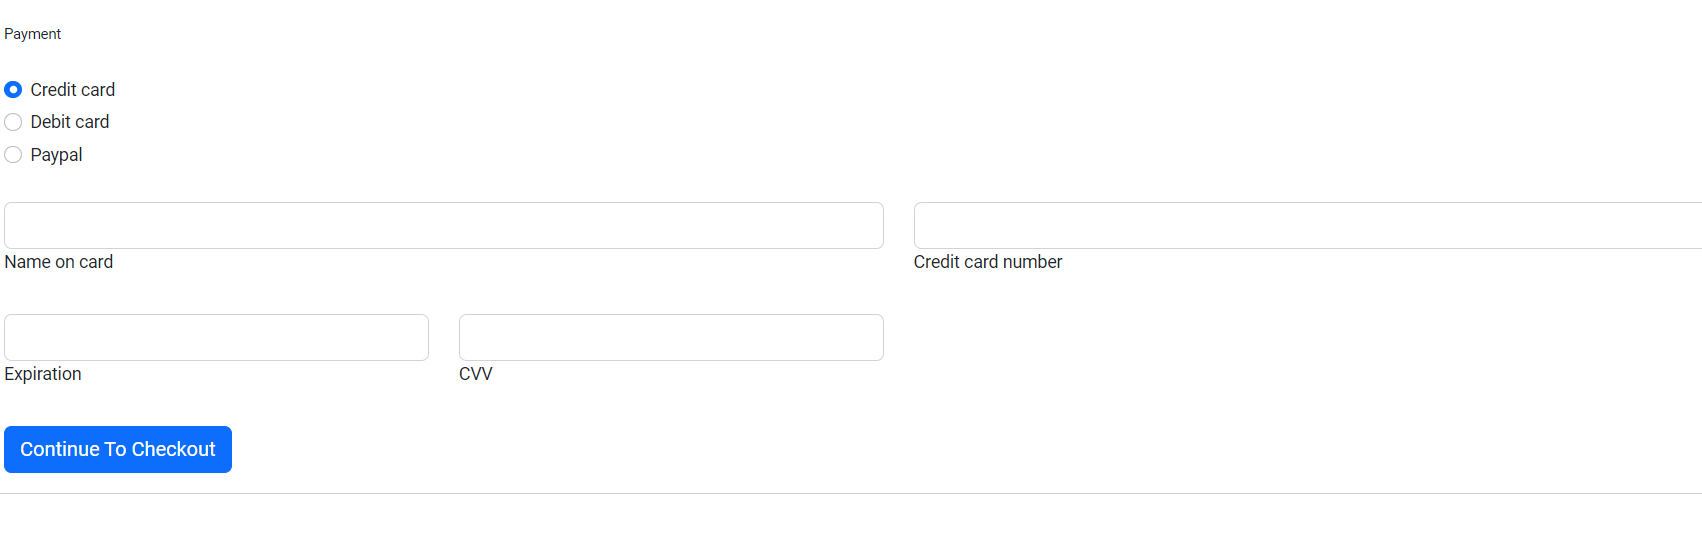 Payment
Credit card
Debit card
Paypal
Name on card
Credit card number
Expiration
CVV
Continue To Checkout